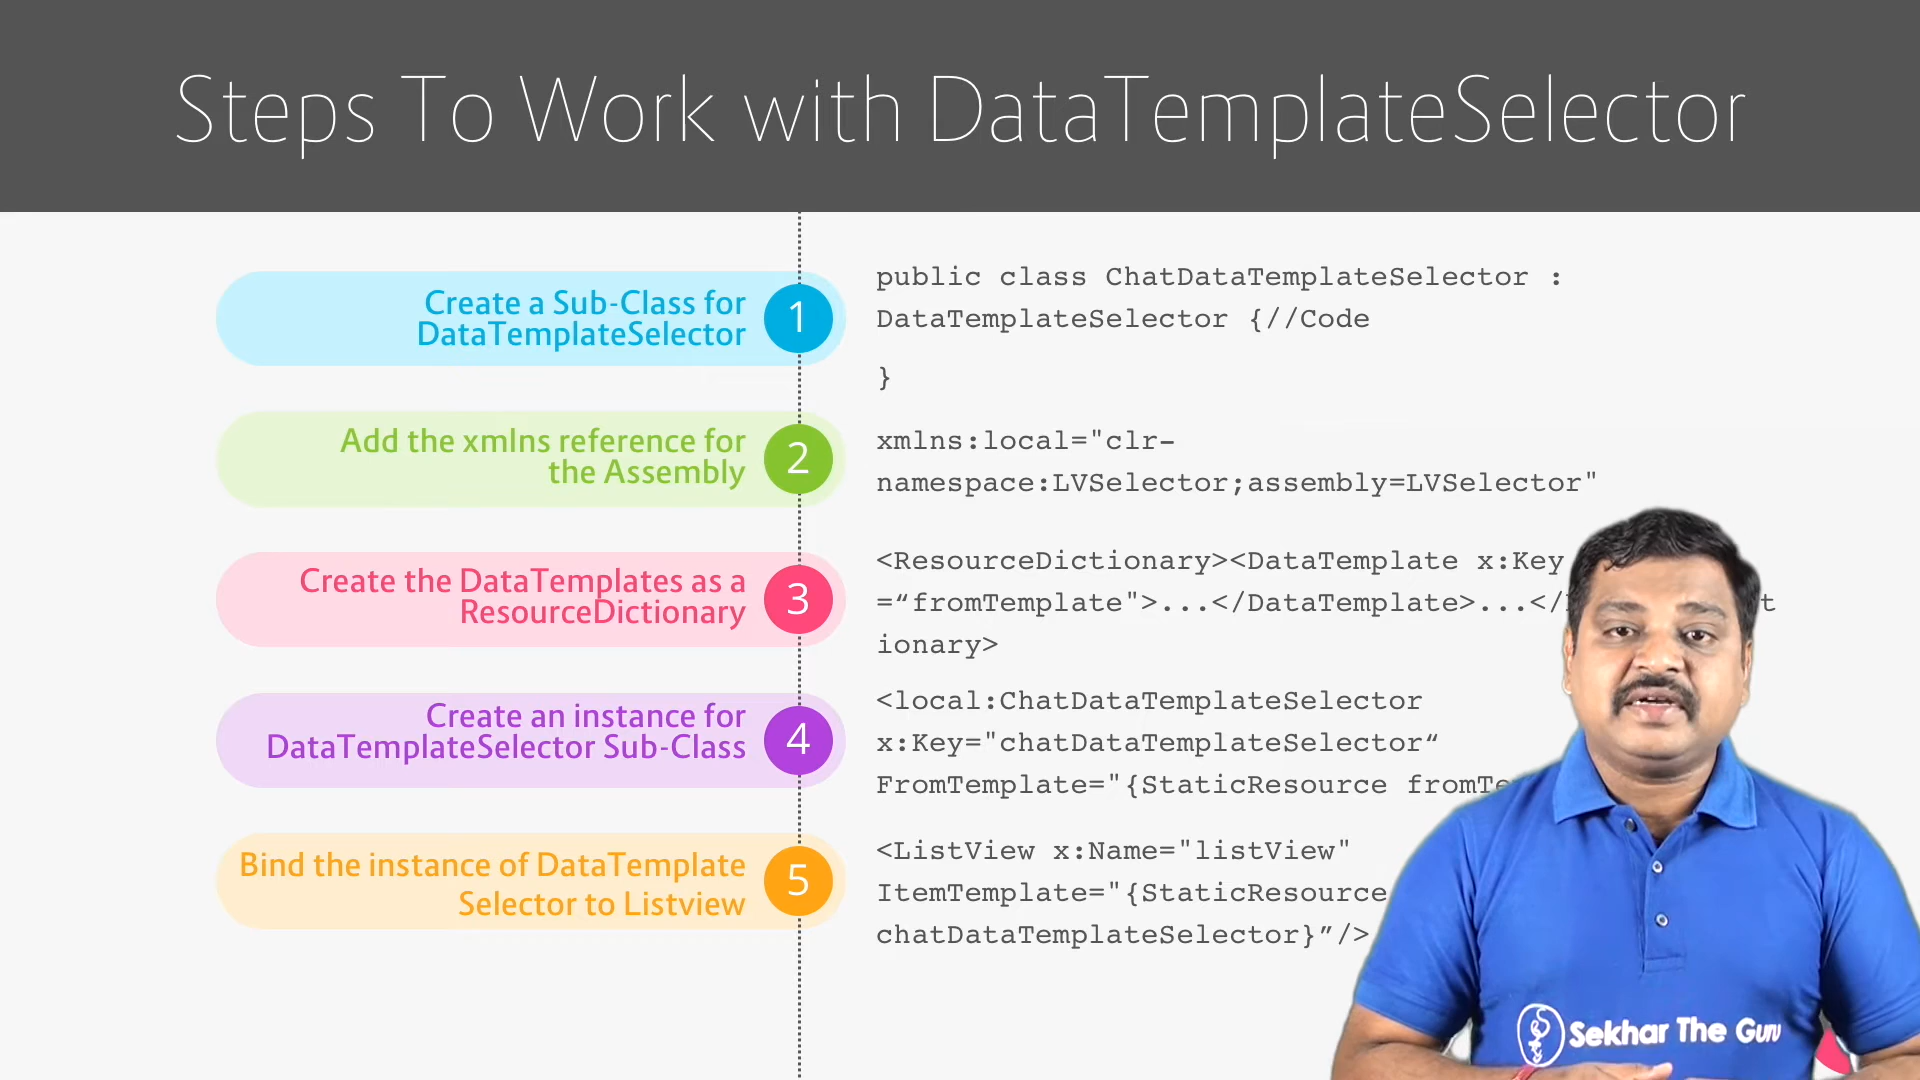 Steps To Work with DataTemplateSelector
Create a Sub-Class for
DataTemplateSelector
1
public class ChatDataTemplateSelector :
DataTemplateSelector {//Code
}
Add the xmlns reference for
the Assembly
2
xmlns:local="clr-
namespace:LVSelector;assembly=LVSelector"
Create the DataTemplates as a
ResourceDictionary
3
<ResourceDictionary><DataTemplate x:Key
=“fromTemplate">...</DataTemplate>...</
ionary>
Create an instance for
DataTemplateSelector Sub-Class
4
<local:ChatDataTemplateSelector
x:Key="chatDataTemplateSelector“
FromTemplate="{StaticResource
Bind the instance of DataTemplate
Selector to Listview
5
<ListView x:Name="listView"
ItemTemplate="{StaticResource
chatDataTemplateSelector}”/>
Sekhar The Guru